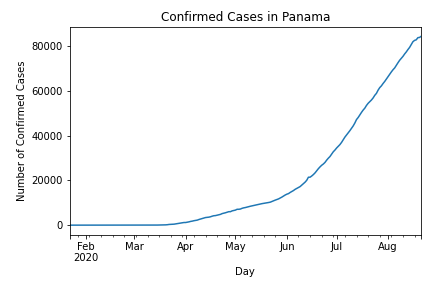 Confirmed Cases in Panama
Number of Confirmed Cases
80000
60000
40000
20000
0
Feb Mar Apr May Jun Jul Aug
2020
Day